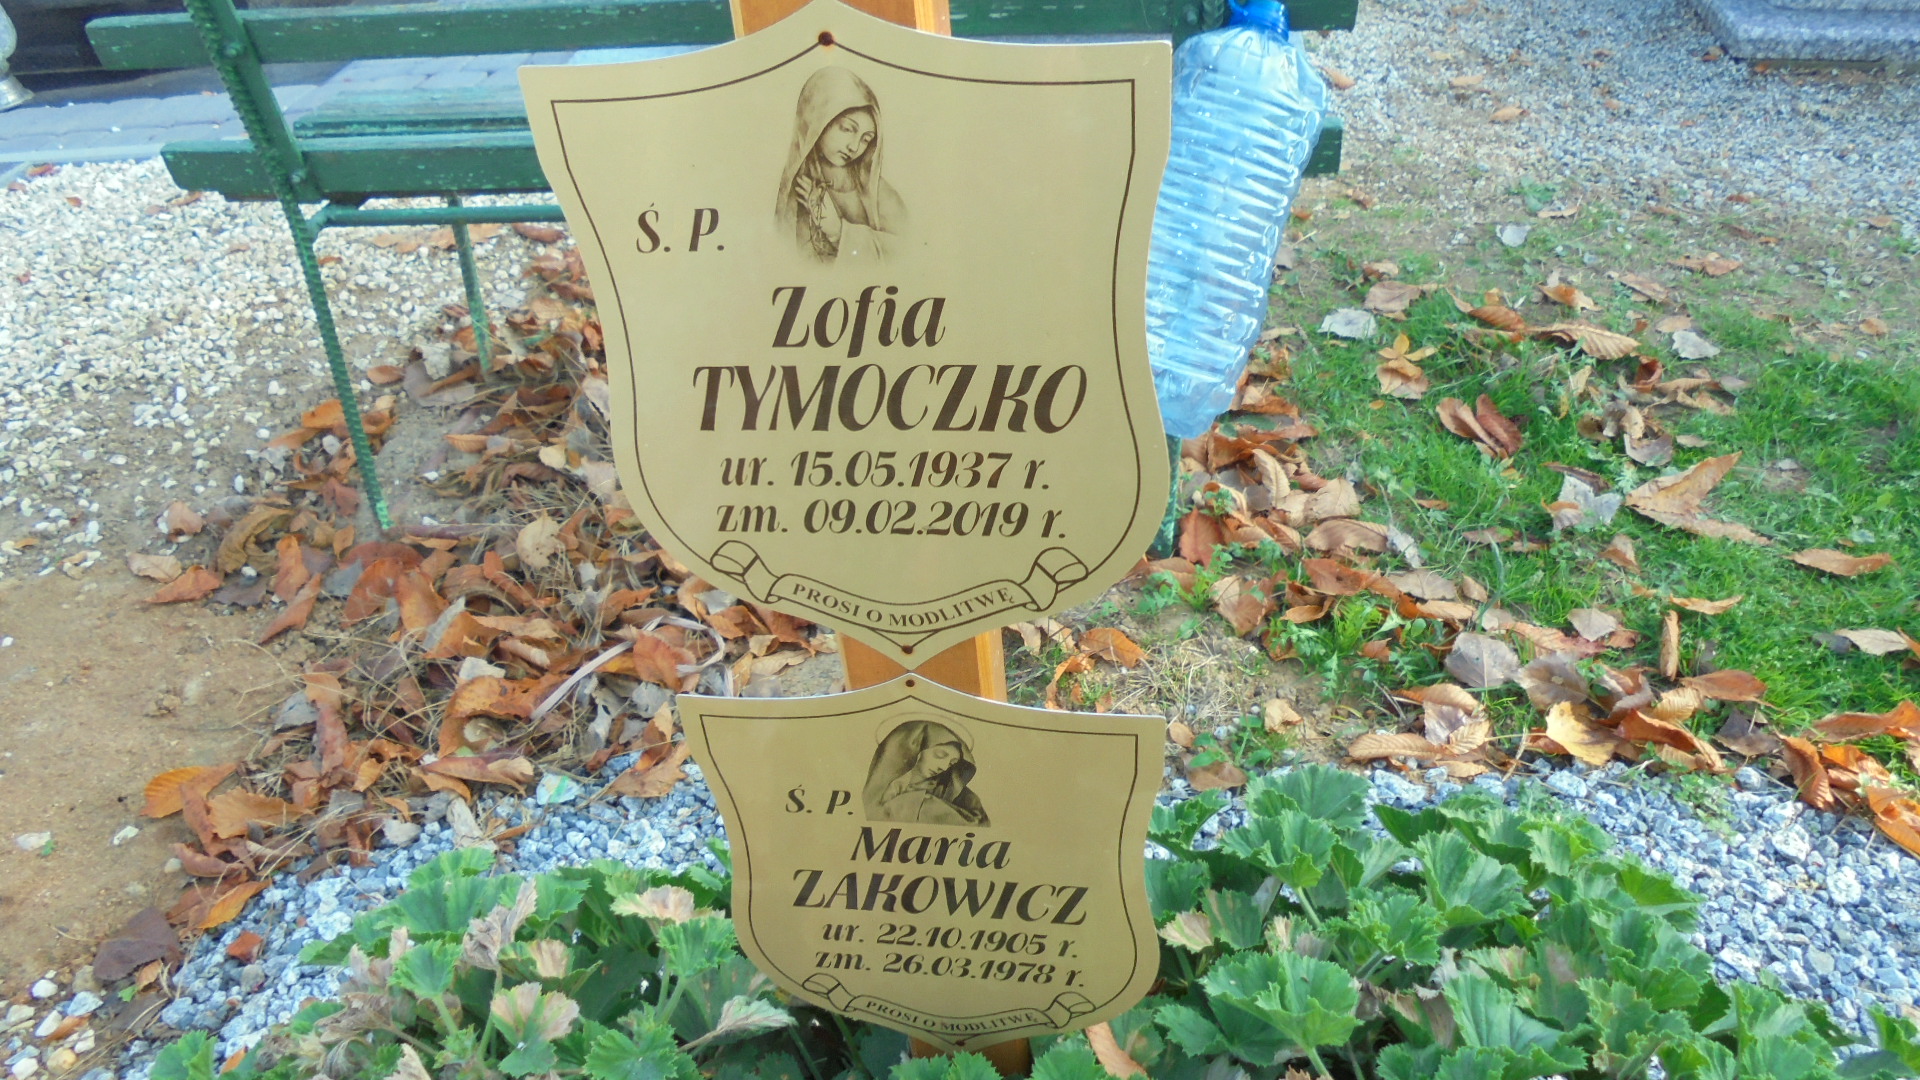 Ś. P.
Zofia
TYMOCZKO
ur. 15.05.1937 r.
zm. 09.02.2019 r.
PROSI O MODLITWĘ
Ś. P.
Maria
ZAKOWICZ
ur. 22.10.1905 r.
zm. 26.03.1978 r.
PROSI O MODLITWĘ